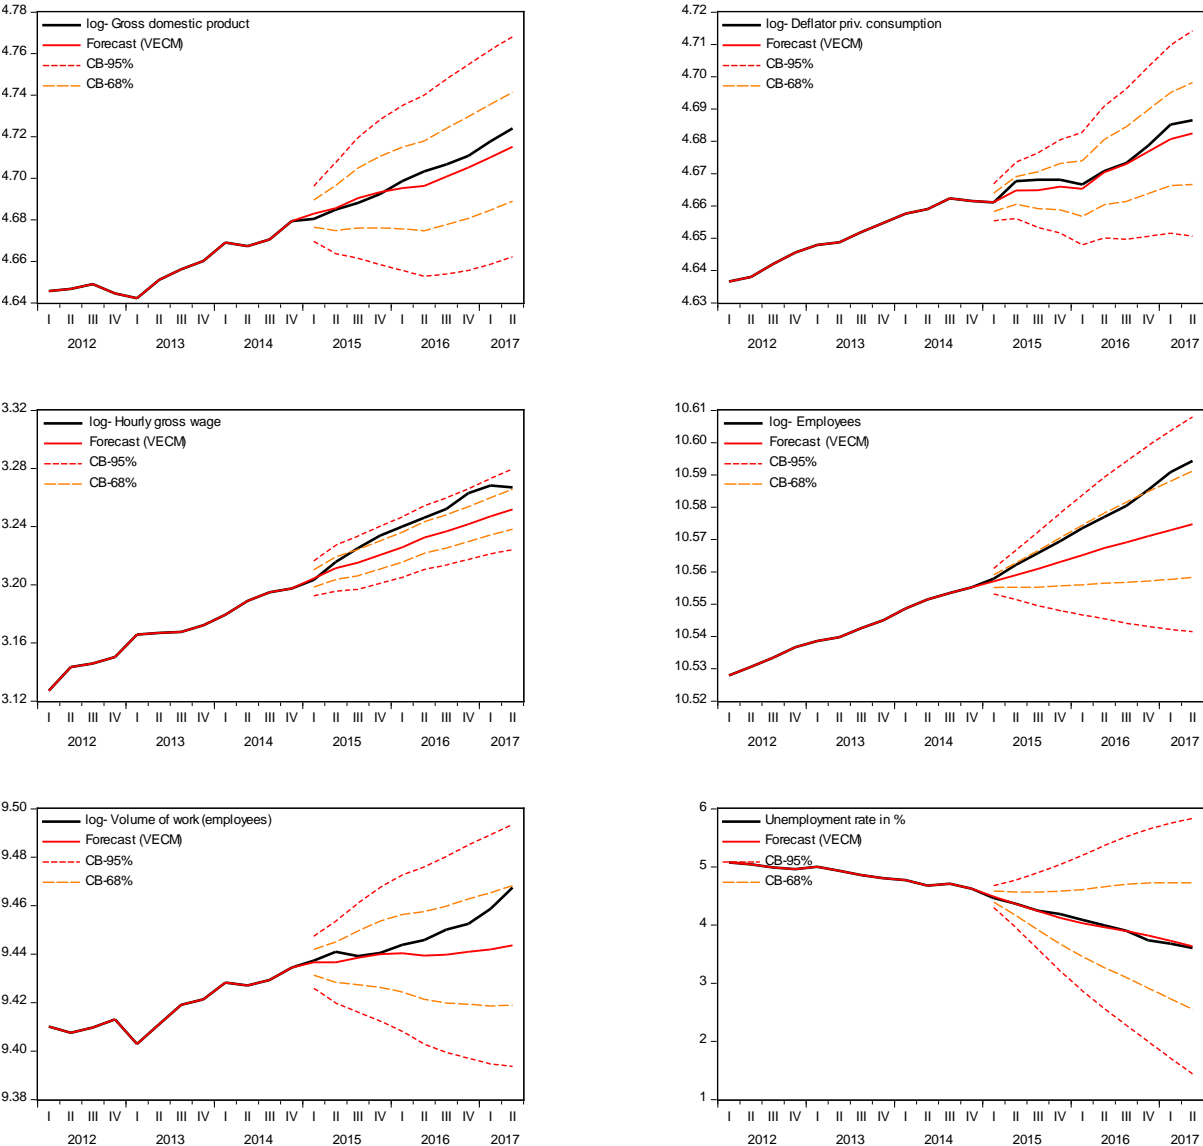 4.78
4.76
4.74
4.72
4.70
4.68
4.66
4.64
log- Gross domestic product
Forecast (VECM)
CB-95%
CB-68%
I II III IV I II III IV I II III IV I II III IV I II III IV I II
2012 2013 2014 2015 2016 2017
4.72
4.71
4.70
4.69
4.68
4.67
4.66
4.65
4.64
4.63
log- Deflator priv. consumption
Forecast (VECM)
CB-95%
CB-68%
I II III IV I II III IV I II III IV I II III IV I II III IV I II
2012 2013 2014 2015 2016 2017
3.32
3.28
3.24
3.20
3.16
3.12
log- Hourly gross wage
Forecast (VECM)
CB-95%
CB-68%
I II III IV I II III IV I II III IV I II III IV I II III IV I II
2012 2013 2014 2015 2016 2017
10.61
10.60
10.59
10.58
10.57
10.56
10.55
10.54
10.53
10.52
log- Employees
Forecast (VECM)
CB-95%
CB-68%
I II III IV I II III IV I II III IV I II III IV I II III IV I II
2012 2013 2014 2015 2016 2017
9.50
9.48
9.46
9.44
9.42
9.40
9.38
log- Volume of work (employees)
Forecast (VECM)
CB-95%
CB-68%
I II III IV I II III IV I II III IV I II III IV I II III IV I II
2012 2013 2014 2015 2016 2017
6
5
4
3
2
1
Unemployment rate in %
Forecast (VECM)
CB-95%
CB-68%
I II III IV I II III IV I II III IV I II III IV I II III IV I II
2012 2013 2014 2015 2016 2017